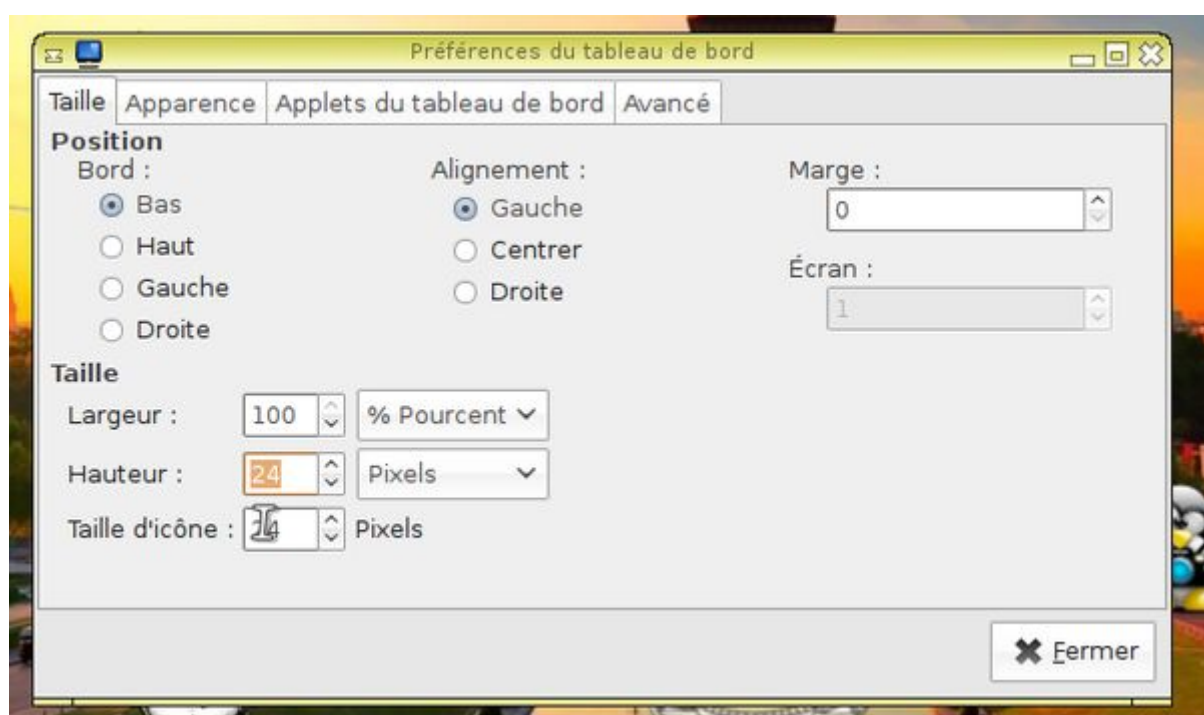 Préférences du tableau de bord
Taille Apparence Applets du tableau de bord Avancé
Position
Bord : Alignement : Marge :
Bas Gauche 0
Haut Centrer
Écran :
Gauche Droite 1
Droite
Taille
Largeur : 100 % Pourcent
Hauteur : 24 Pixels
Taille d'icône : 24 Pixels
Fermer